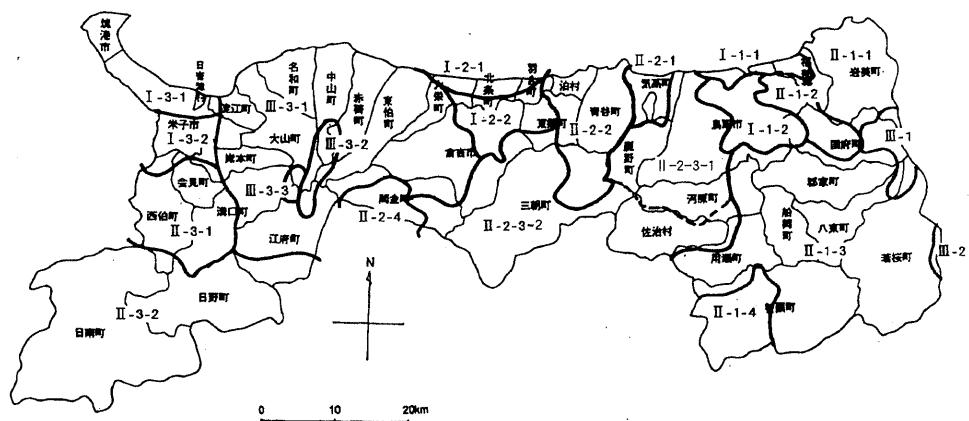 境港市
日吉津村
Ⅰ-3-1
淀江町
米子市
Ⅰ-3-2
名和町
Ⅲ-3-1
大山町
中山町
赤碕町
Ⅲ-3-2
東伯町
大栄町
Ⅰ-2-1
北条町
羽合町
Ⅰ-2-2
泊村
東郷町
倉吉市
青谷町
Ⅱ-2-2
Ⅱ-2-1
気高町
鹿野町
Ⅰ-1-1
福部村
Ⅱ-1-1
岩美町
Ⅱ-1-2
鳥取市
Ⅰ-1-2
国府町
Ⅲ-1
岸本町
会見町
西伯町
Ⅱ-3-1
溝口町
Ⅲ-3-3
江府町
関金町
Ⅱ-2-4
三朝町
Ⅱ-2-3-2
Ⅱ-2-3-1
河原町
佐治村
郡家町
船岡町
八東町
用瀬町
Ⅱ-1-3
若桜町
Ⅲ-2
Ⅱ-1-4
智頭町
日野町
Ⅱ-3-2
日南町
N
0 10 20km